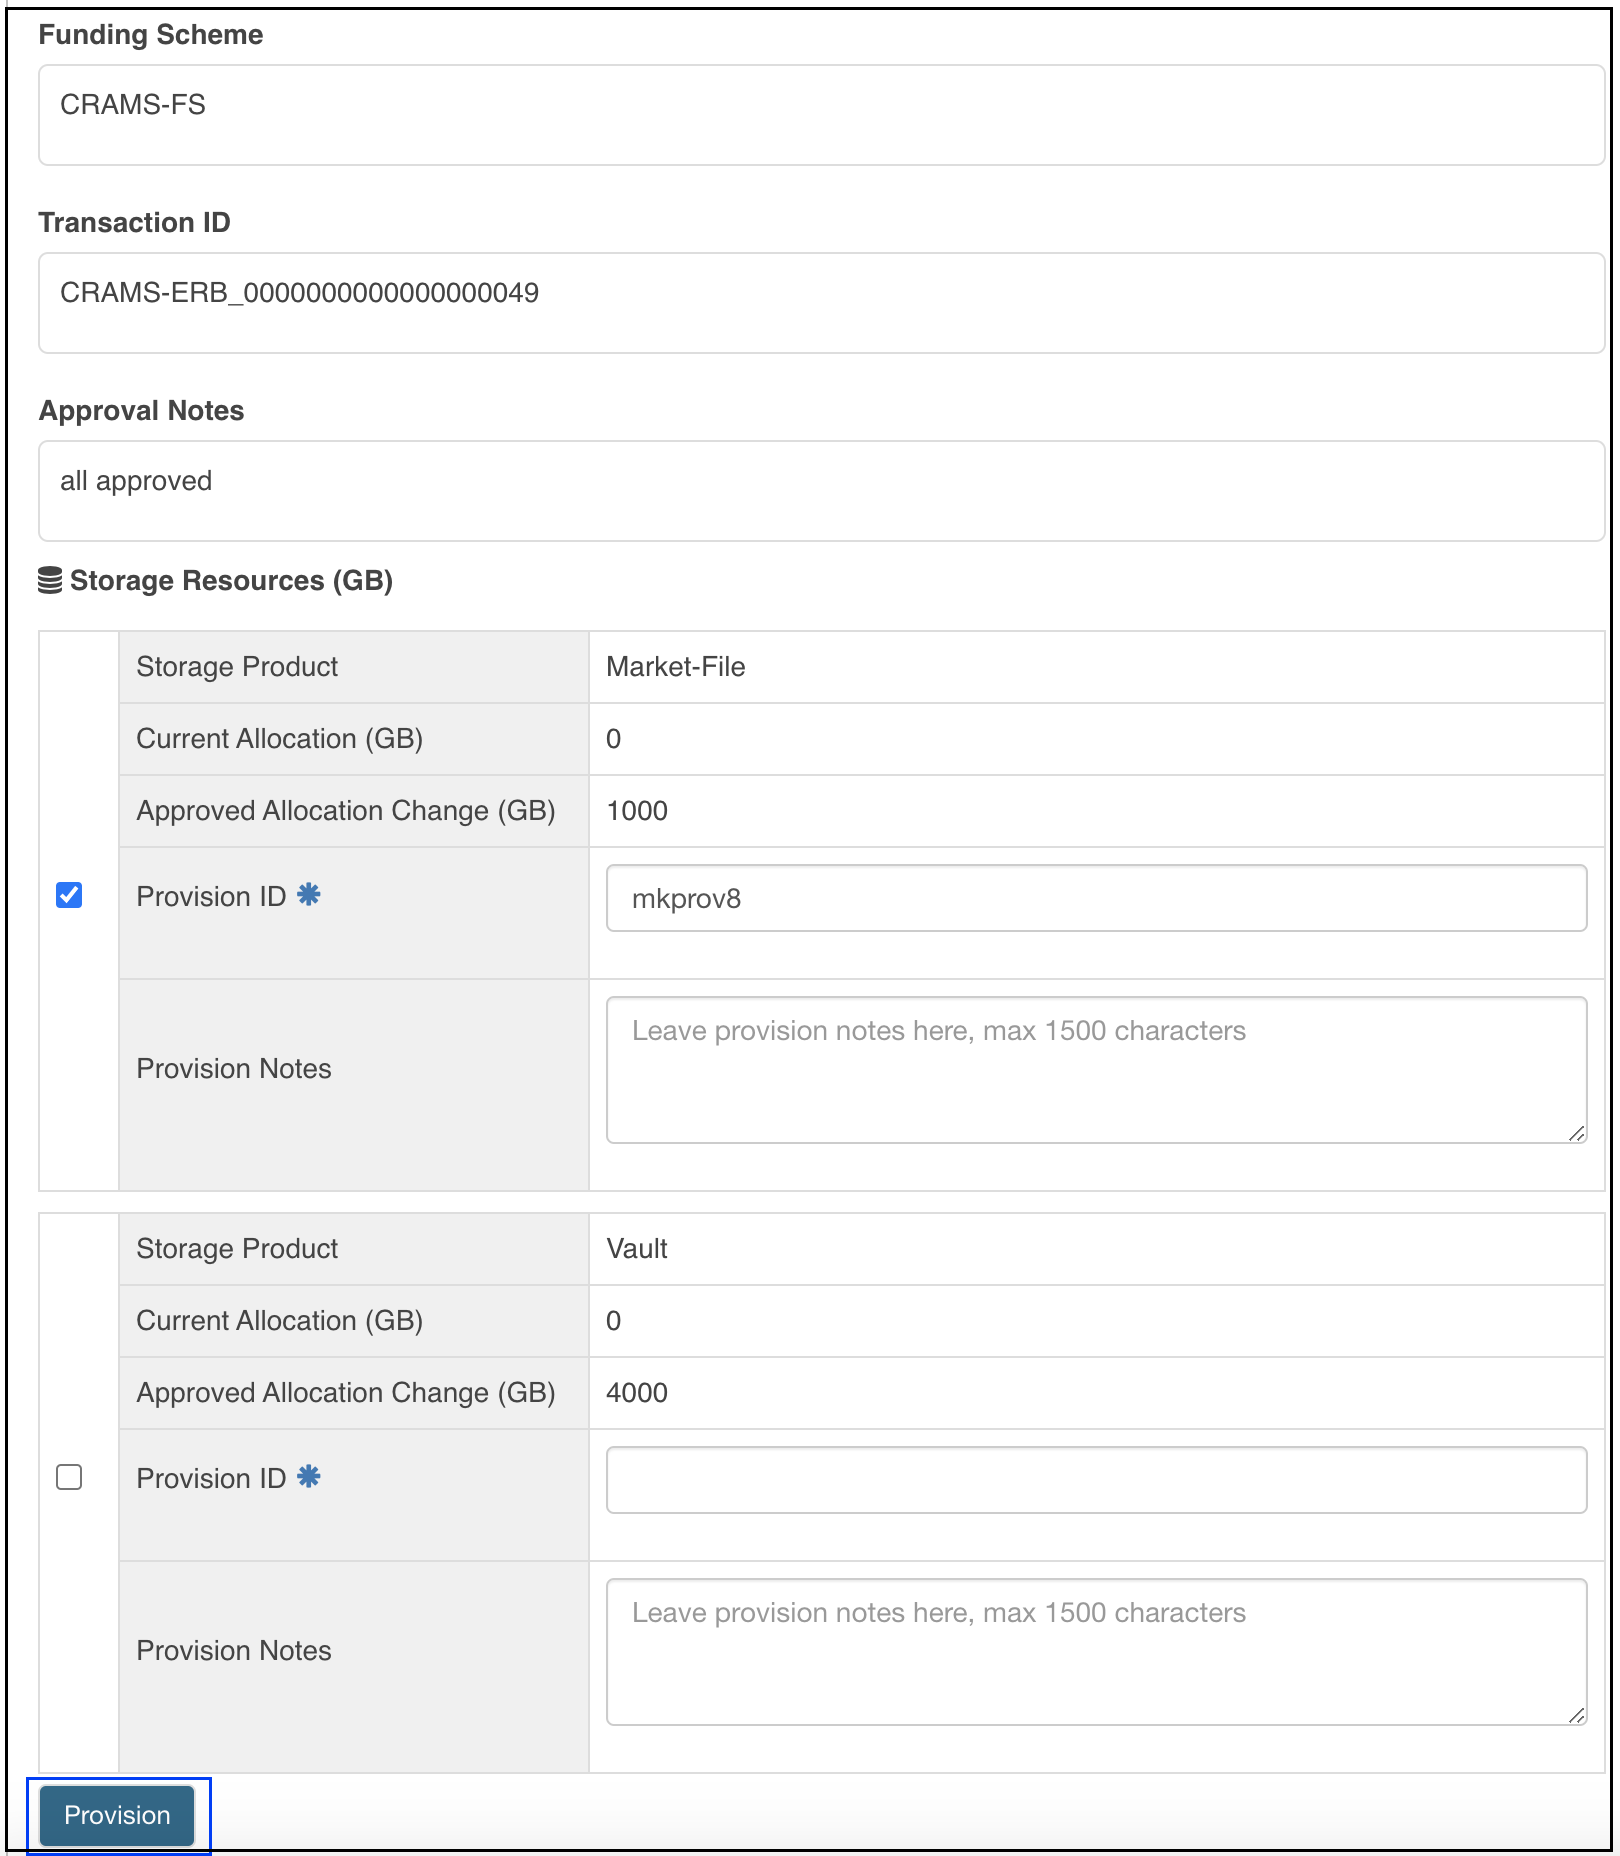 Funding Scheme
CRAMS-FS
Transaction ID
CRAMS-ERB_0000000000000000049
Approval Notes
all approved
Storage Resources (GB)
Storage Product Market-File
Current Allocation (GB) 0
Approved Allocation Change (GB) 1000
Provision ID mkprov8
Leave provision notes here, max 1500 characters
Provision Notes
Storage Product Vault
Current Allocation (GB) 0
Approved Allocation Change (GB) 4000
Provision ID
Leave provision notes here, max 1500 characters
Provision Notes
Provision